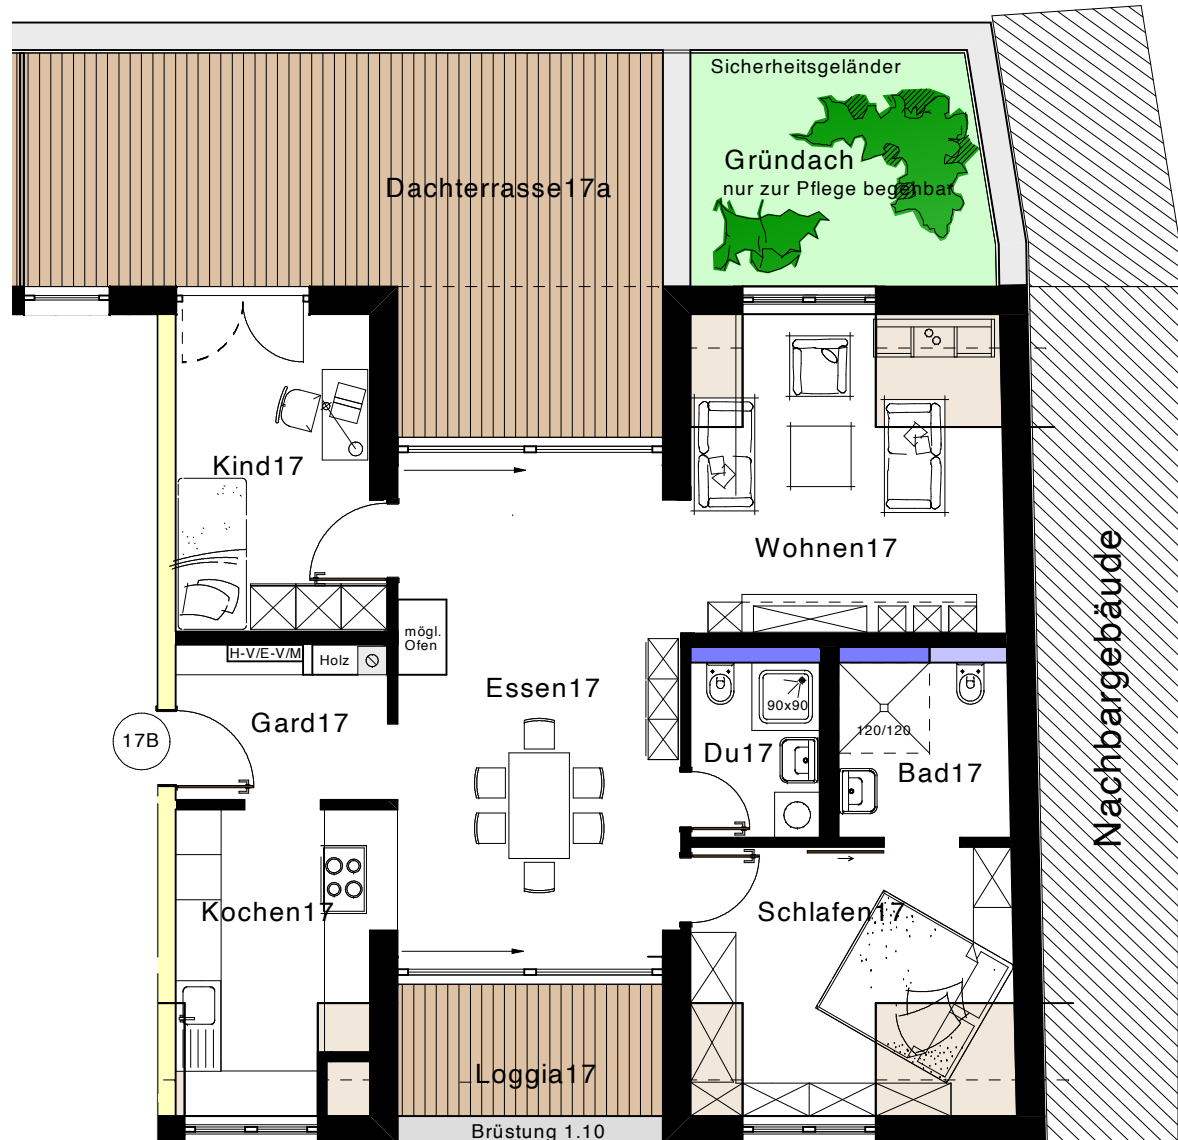 Sicherheitsgeländer
Gründach
nur zur Pflege begehbar
Dachterrasse17a
Kind17
Wohnen17
Nachbargebäude
mögl.
Ofen
H-V/E-V/M
Holz
Essen17
Gard17
17B
90x90
120/120
Du17
Bad17
Kochen17
Schlafen17
Loggia17
Brüstung 1.10